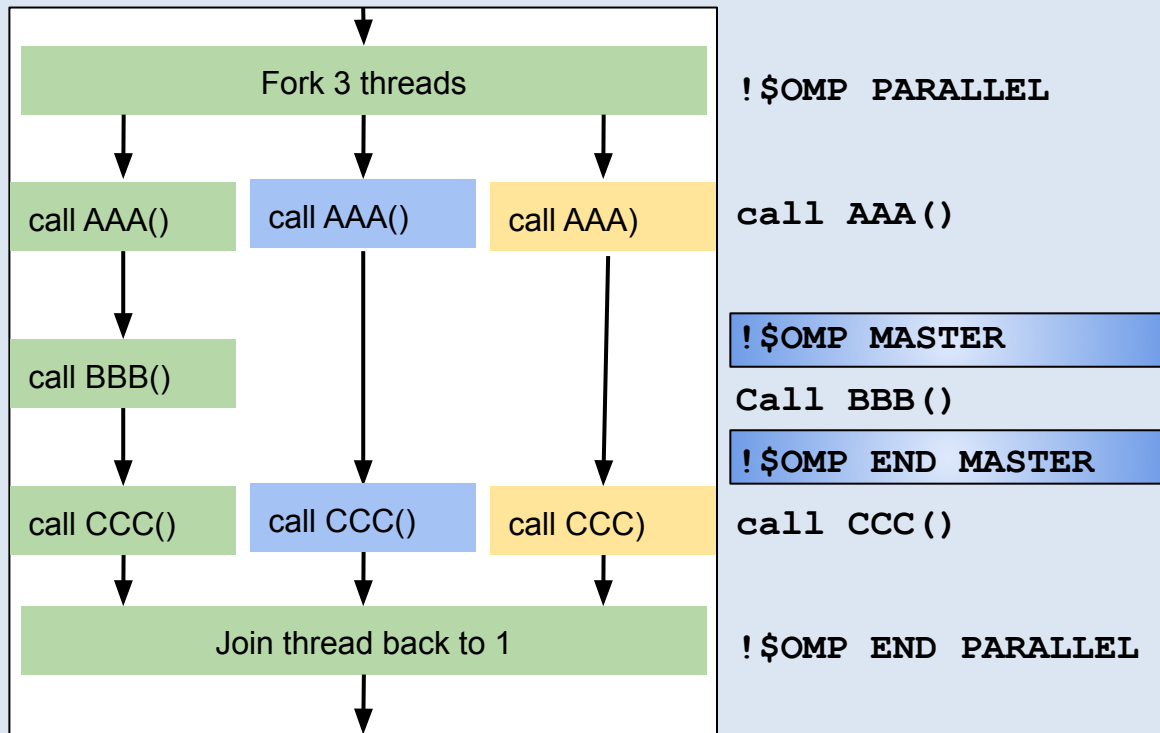 Fork 3 threads
!$OMP PARALLEL
call AAA()
call AAA()
call AAA)
call AAA()
!$OMP MASTER
call BBB()
Call BBB()
!$OMP END MASTER
call CCC()
call CCC()
call CCC)
call CCC()
Join thread back to 1
!$OMP END PARALLEL